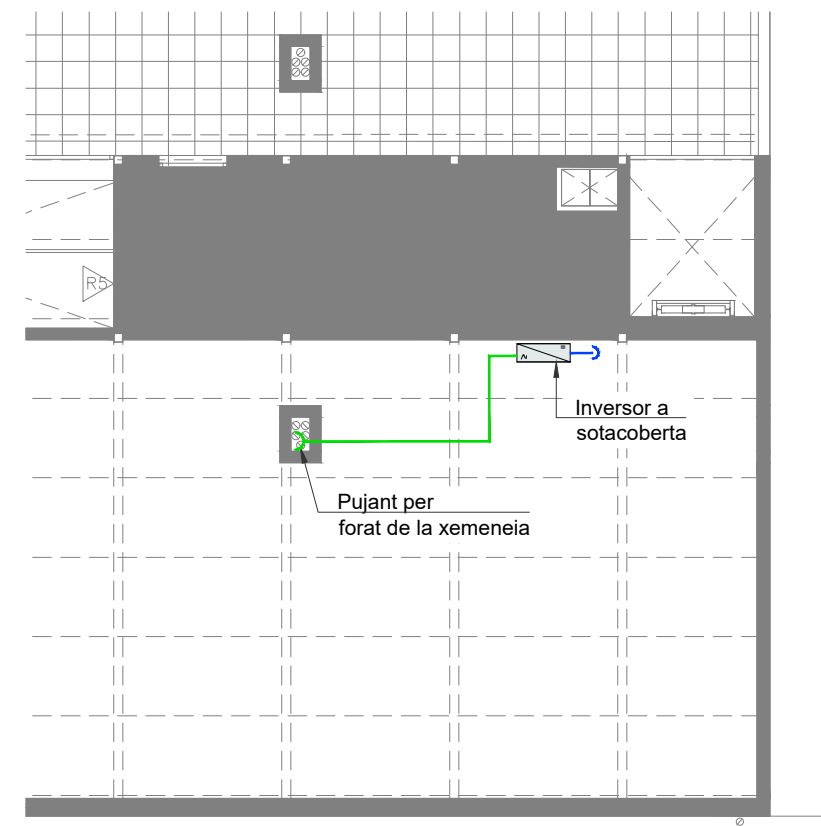 R5
Inversor a
sotacoberta
Pujant per
forat de la xemeneia